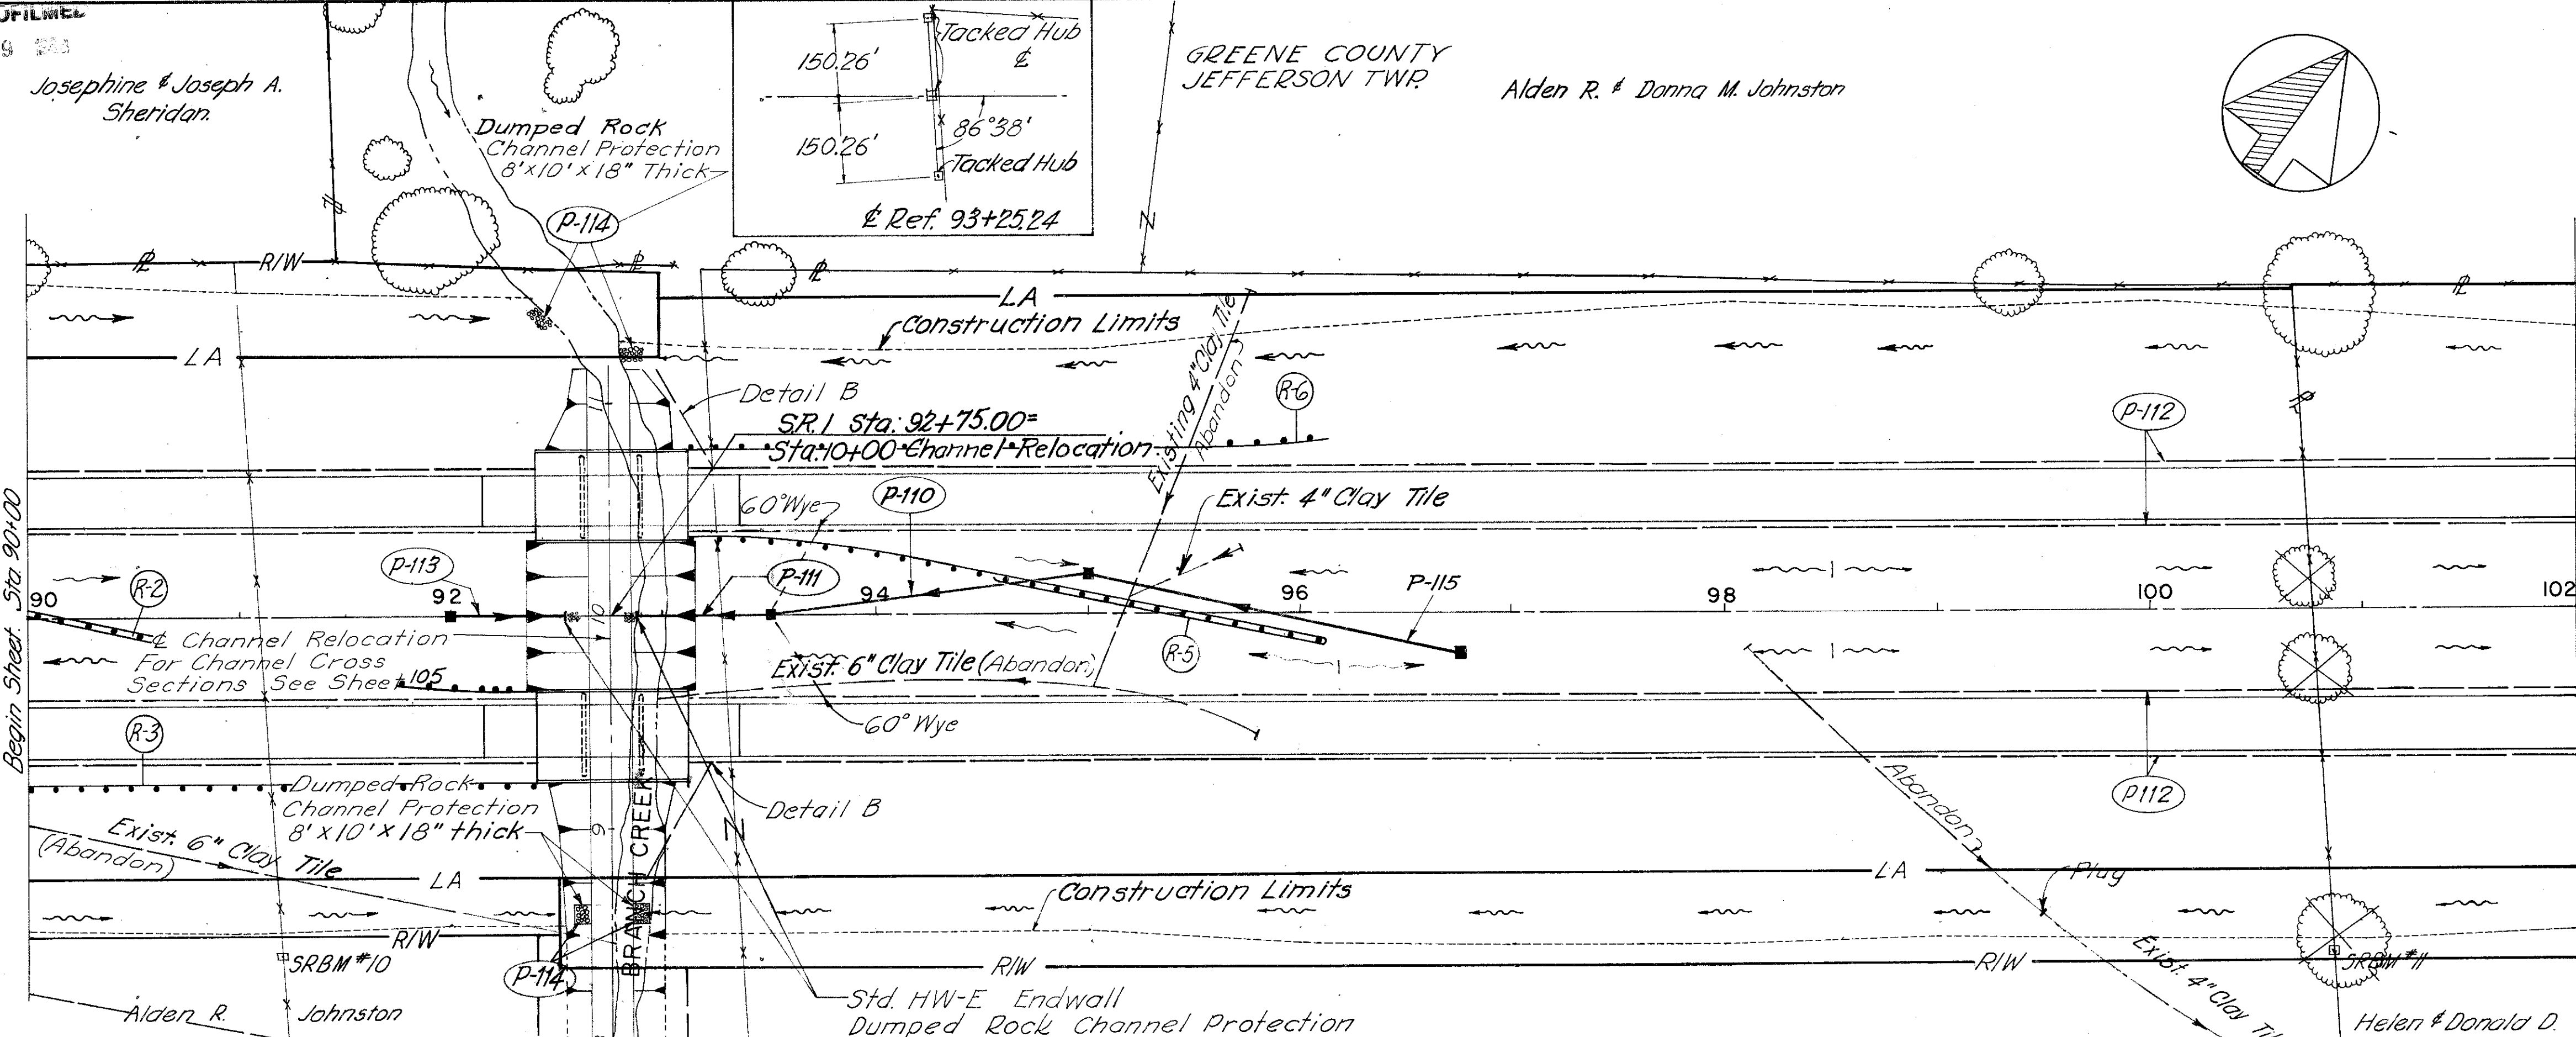 Josephine & Joseph A.
Sheridan.
Dumped Rock
Channel Protection
8'x10'x18" Thick
P-114
150.26'
150.26'
Tacked Hub
℄
86°38'
Tacked Hub
℄ Ref. 93+25.24
GREENE COUNTY
JEFFERSON TWP.
Alden R. & Donna M. Johnston
℄
R/W
℄
℄
LA
LA
Construction Limits
Existing 4" Clay Tile
(Abandon)
Detail B
S.R. 1 Sta. 92+75.00=
Sta. 10+00 Channel Relocation
R-6
P-112
60° Wye
P-110
Exist. 4" Clay Tile
Begin Sheet Sta. 90+00
90
R-2
P-113
92
10
P-111
94
96
P-115
98
100
102
℄ Channel Relocation
For Channel Cross
Sections See Sheet 105
Exist. 6" Clay Tile (Abandon)
R-5
60° Wye
R-3
Dumped Rock
Channel Protection
8'x10'x18" thick
9
BRANCH CREEK
Detail B
Abandon
P112
Exist. 6" Clay Tile
(Abandon)
LA
LA
Plug
Construction Limits
R/W
SRBM #10
P-114
R/W
R/W
SRBM #11
Exist. 4" Clay
Std. HW-E Endwall
Dumped Rock Channel Protection
Alden R. Johnston
Helen & Donald D.